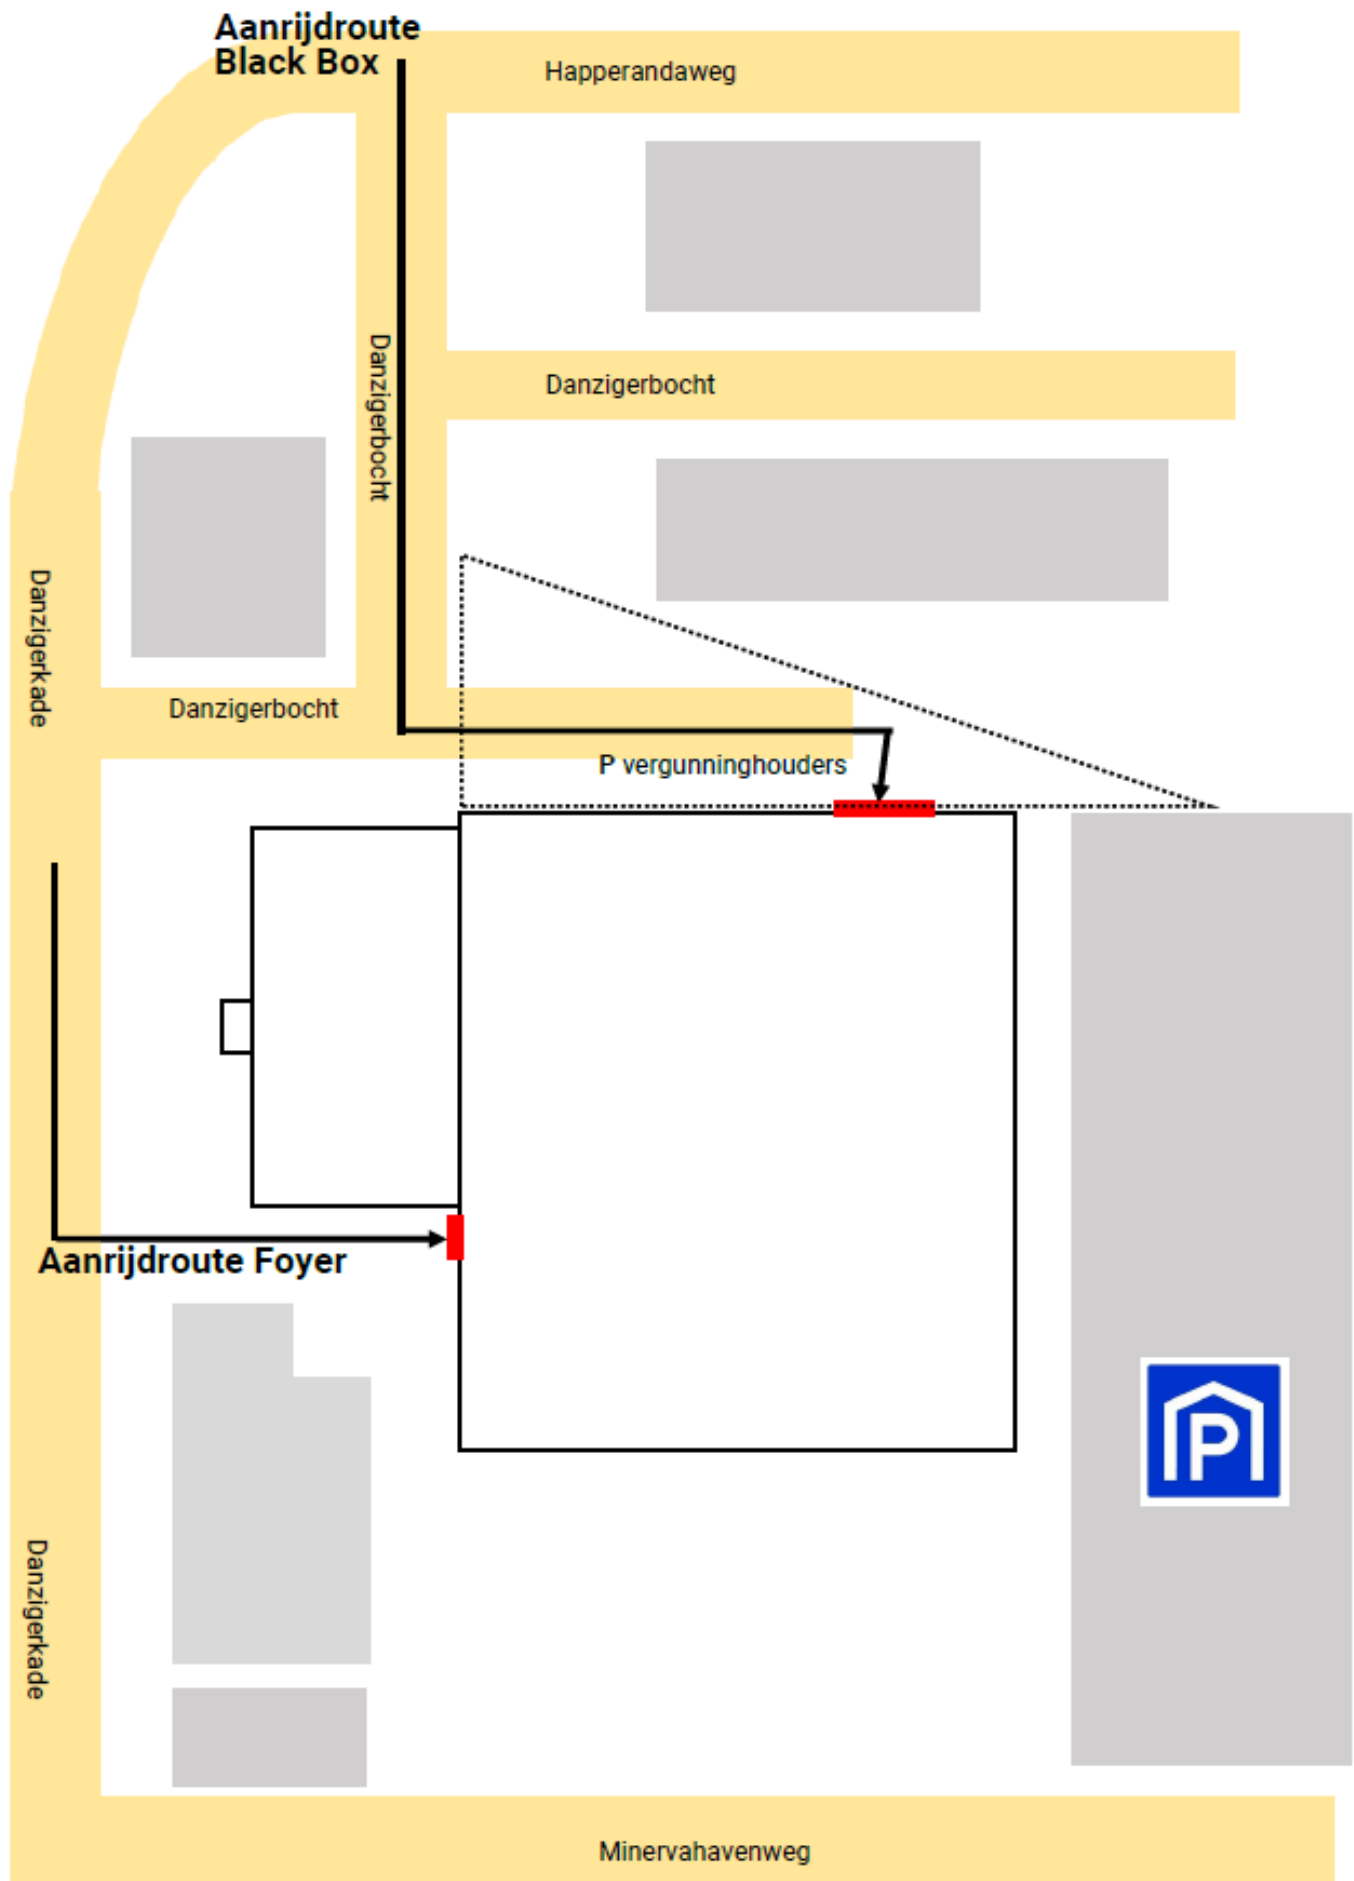 Aanrijdroute
Black Box
Happerandaweg
Danzigerbocht
Danzigerbocht
Danzigerkade
Danzigerbocht
P vergunninghouders
Aanrijdroute Foyer
P
Danzigerkade
Minervahavenweg